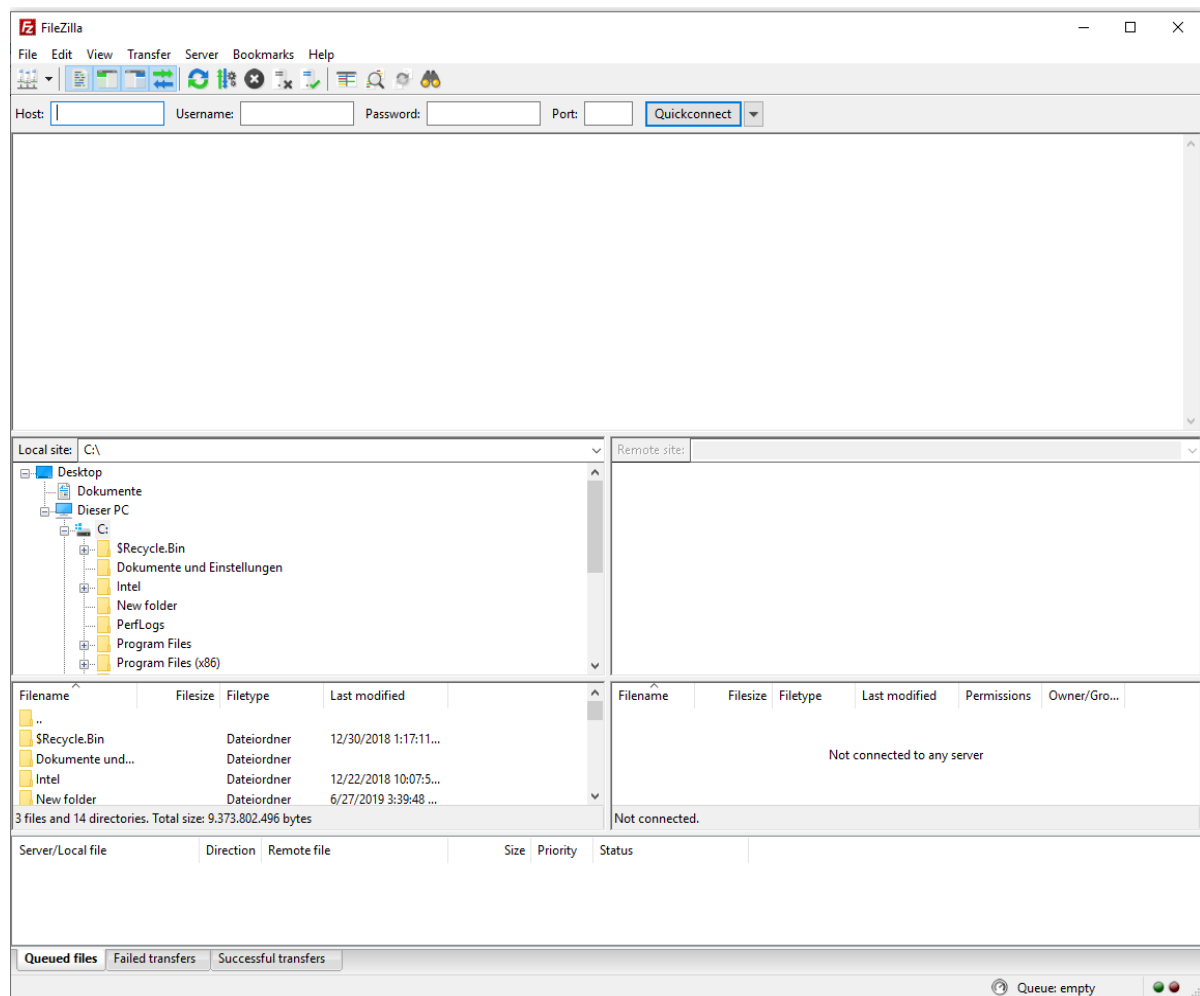 FileZilla
File Edit View Transfer Server Bookmarks Help
Host: Username: Password: Port: Quickconnect
Local site: C:\ Remote site:
Desktop
Dokumente
Dieser PC
C:
$Recycle.Bin
Dokumente und Einstellungen
Intel
New folder
PerfLogs
Program Files
Program Files (x86)
Filename Filesize Filetype Last modified
..
$Recycle.Bin Dateiordner 12/30/2018 1:17:11...
Dokumente und... Dateiordner
Intel Dateiordner 12/22/2018 10:07:5...
New folder Dateiordner 6/27/2019 3:39:48 ...
3 files and 14 directories. Total size: 9.373.802.496 bytes
Filename Filesize Filetype Last modified Permissions Owner/Gro...
Not connected to any server
Not connected.
Server/Local file Direction Remote file Size Priority Status
Queued files Failed transfers Successful transfers
Queue: empty